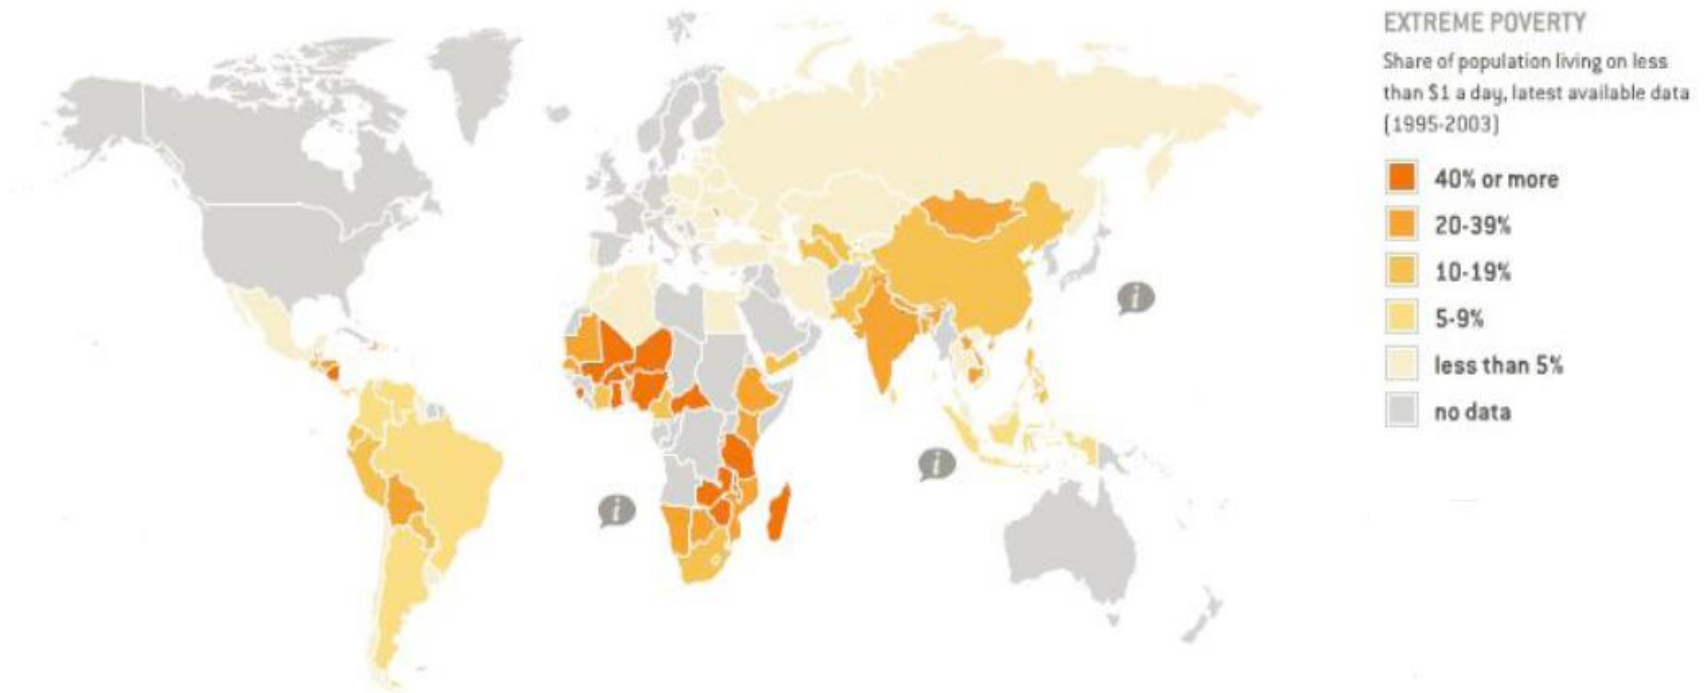 EXTREME POVERTY
Share of population living on less
than $1 a day, latest available data
(1995-2003)
40% or more
20-39%
10-19%
5-9%
less than 5%
no data
i
i
i